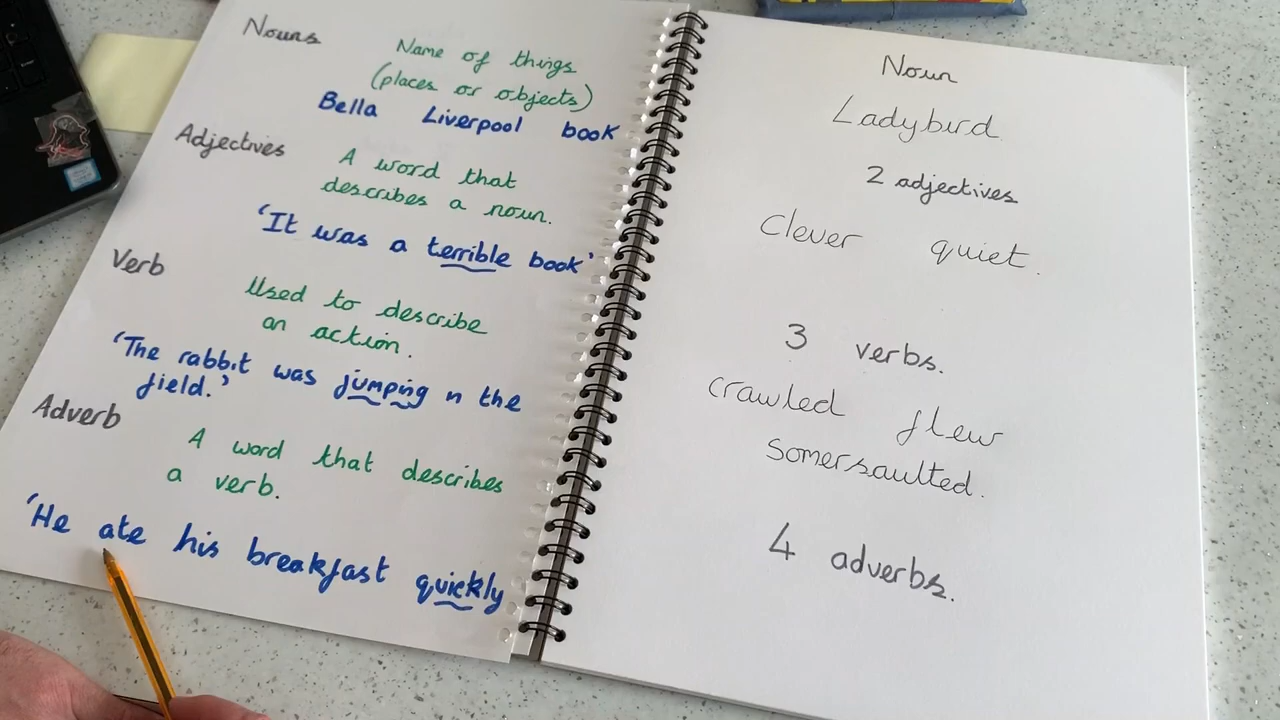 Nouns
Name of things
(places or objects)
Bella Liverpool book
Adjectives
A word that
describes a noun.
'It was a terrible book'
Verb
Used to describe
an action.
'The rabbit was jumping n the
field.'
Adverb
A word that describes
a verb.
'He ate his breakfast quickly
Noun
Ladybird
2 adjectives
Clever quiet.
3 verbs.
crawled flew
somersaulted.
4 adverbs.